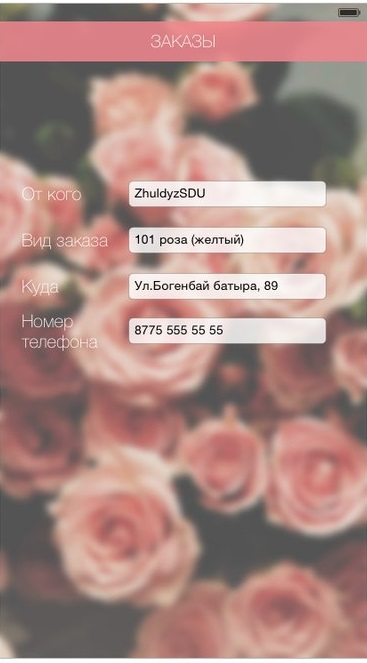 ЗАКАЗЫ
От кого ZhuldyzSDU
Вид заказа 101 роза (желтый)
Куда Ул.Богенбай батыра, 89
Номер
телефона 8775 555 55 55